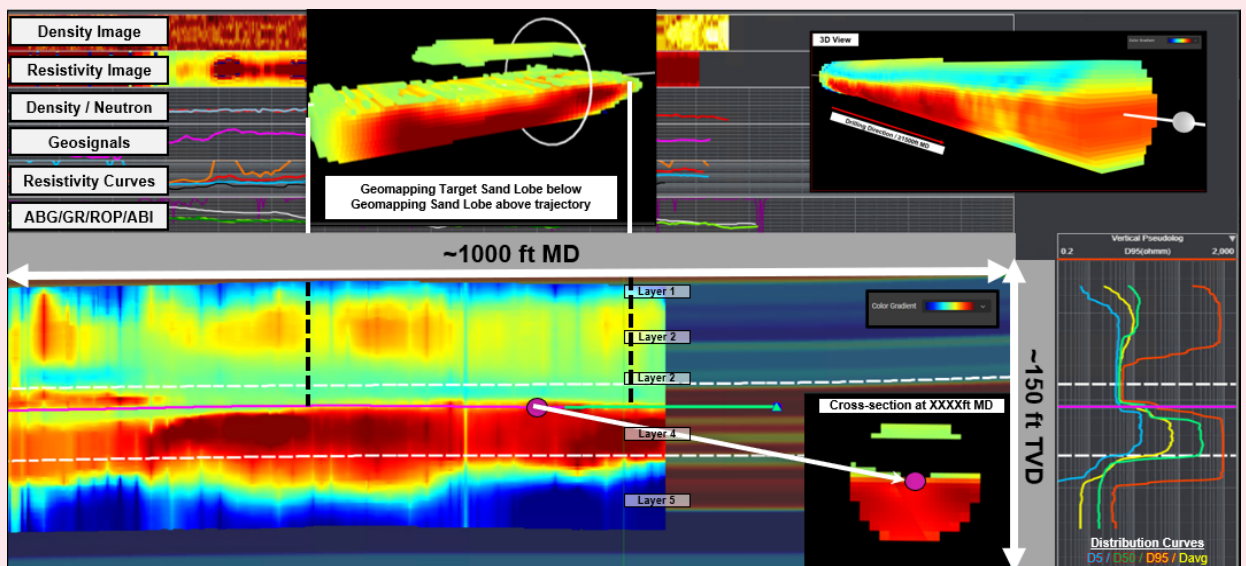 Density Image
Resistivity Image
Density / Neutron
Geosignals
Resistivity Curves
ABG/GR/ROP/ABI
Geomapping Target Sand Lobe below
Geomapping Sand Lobe above trajectory
3D View
Color Gradient
Drilling Direction / 21500ft MD
~1000 ft MD
Layer 1
Layer 2
Layer 2
Layer 4
Layer 5
Color Gradient
Cross-section at XXXXft MD
~150 ft TVD
Vertical Pseudolog
0.2 D95(ohmm) 2,000
Distribution Curves
D5 / D50 / D95 / Davg